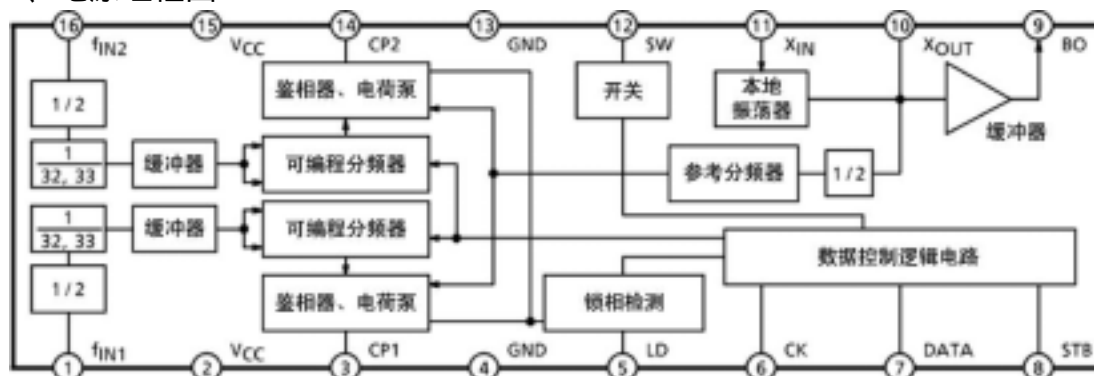 16 15 14 13 12 11 10 9
fIN2 VCC CP2 GND SW XIN XOUT BO
1/2
鉴相器、电荷泵
开关
本地
振荡器
缓冲器
1
32, 33
缓冲器
可编程分频器
参考分频器
1/2
1
32, 33
缓冲器
可编程分频器
数据控制逻辑电路
1/2
鉴相器、电荷泵
锁相检测
fIN1 VCC CP1 GND LD CK DATA STB
1 2 3 4 5 6 7 8